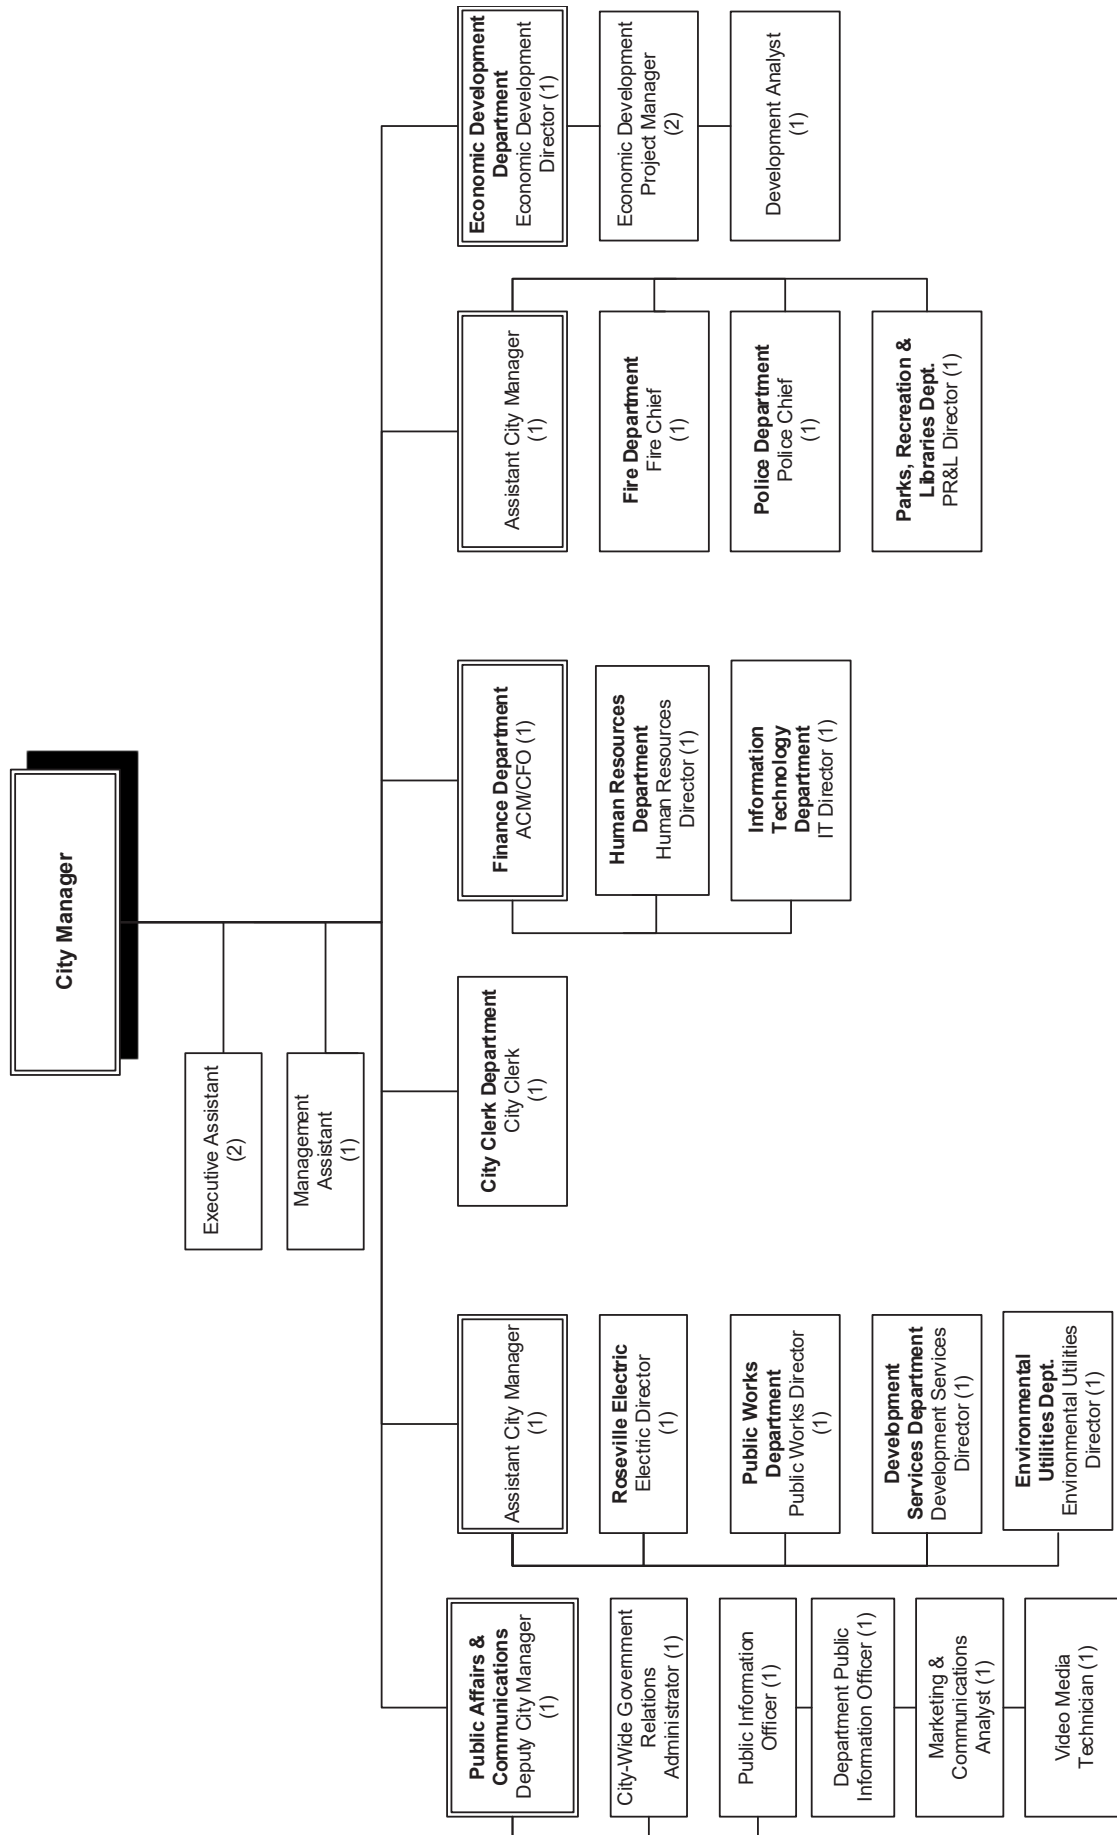 City Manager
Executive Assistant
(2)
Management
Assistant
(1)
Public Affairs &
Communications
Deputy City Manager
(1)
City-Wide Government
Relations
Administrator (1)
Public Information
Officer (1)
Department Public
Information Officer (1)
Marketing &
Communications
Analyst (1)
Video Media
Technician (1)
Assistant City Manager
(1)
Roseville Electric
Electric Director
(1)
Public Works
Department
Public Works Director
(1)
Development
Services Department
Development Services
Director (1)
Environmental
Utilities Dept.
Environmental Utilities
Director (1)
City Clerk Department
City Clerk
(1)
Finance Department
ACM/CFO (1)
Human Resources
Department
Human Resources
Director (1)
Information
Technology
Department
IT Director (1)
Assistant City Manager
(1)
Fire Department
Fire Chief
(1)
Police Department
Police Chief
(1)
Parks, Recreation &
Libraries Dept.
PR&L Director (1)
Economic Development
Department
Economic Development
Director (1)
Economic Development
Project Manager
(2)
Development Analyst
(1)